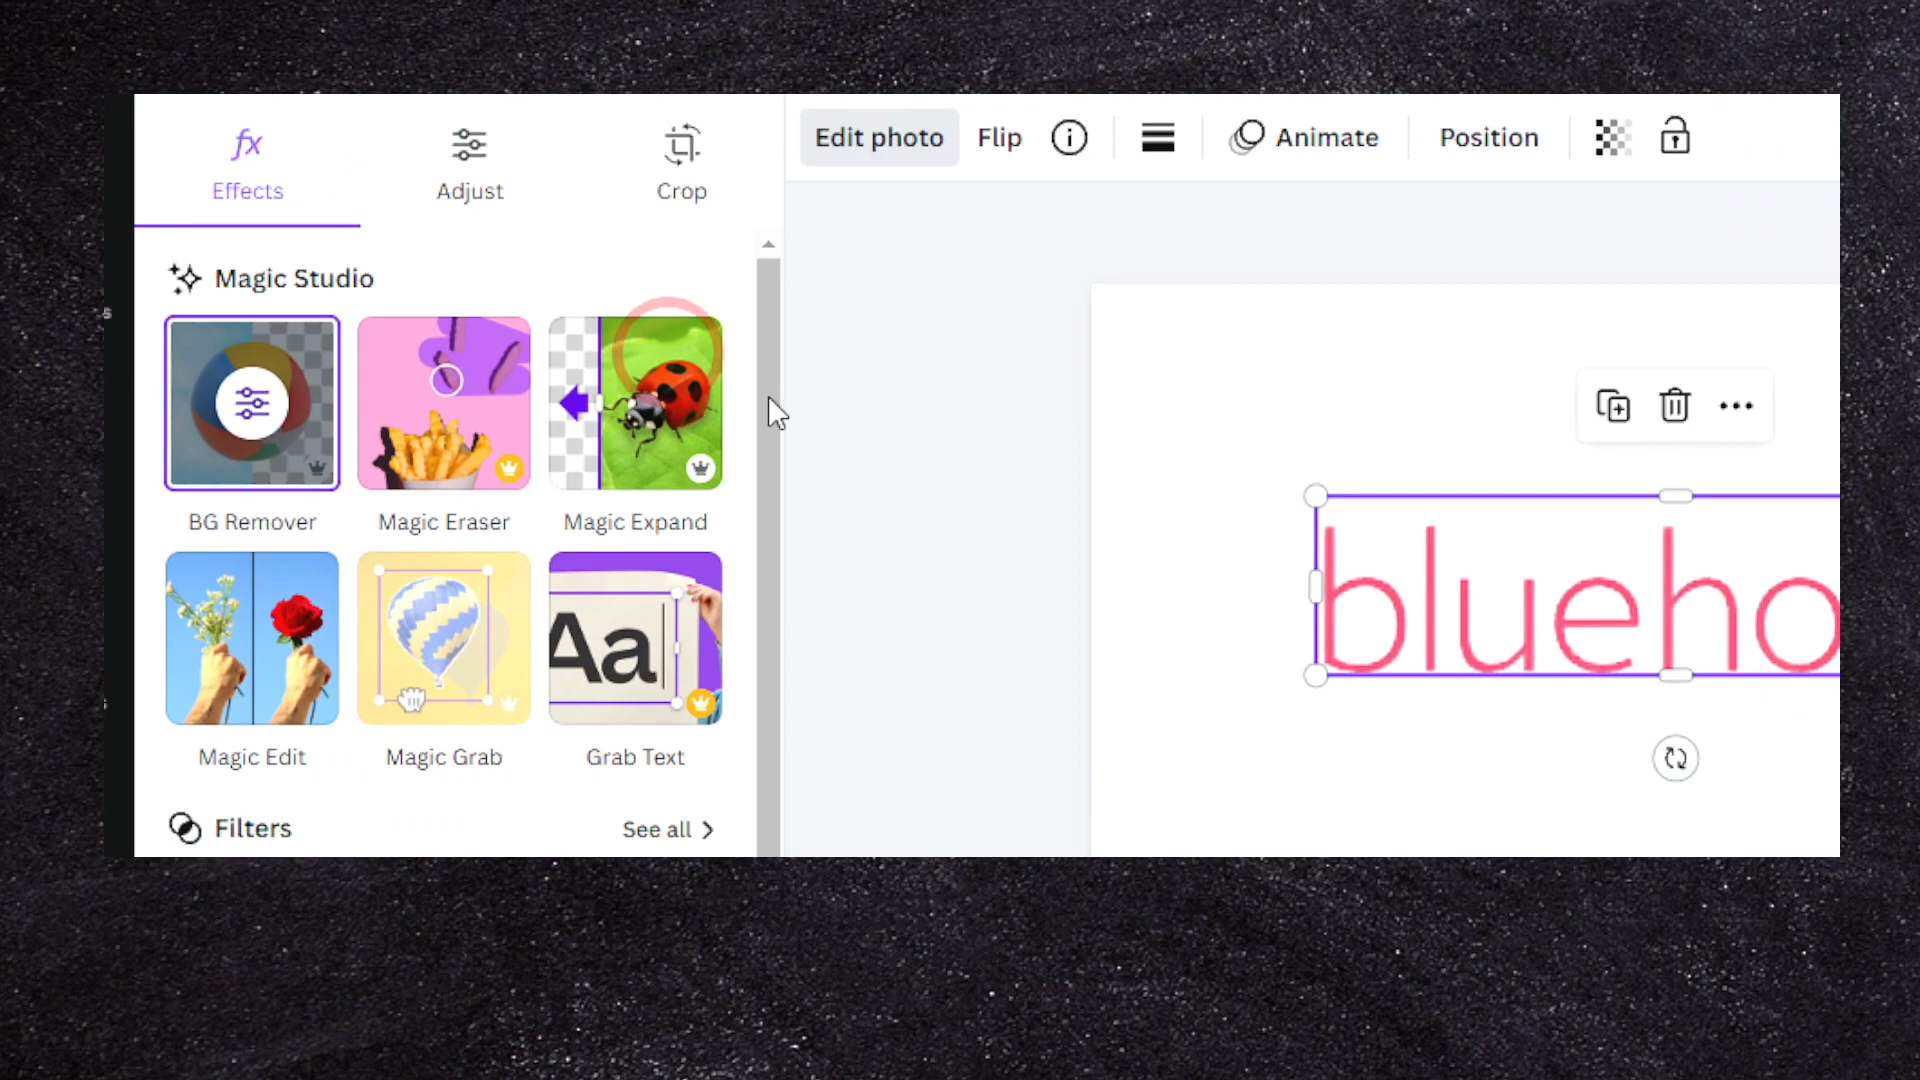 fx
Effects
Adjust
Crop
Edit photo
Flip
Animate
Position
Magic Studio
BG Remover
Magic Eraser
Magic Expand
Aa
Magic Edit
Magic Grab
Grab Text
Filters
See all
blueho